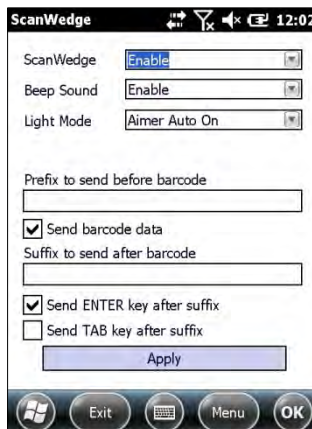 ScanWedge 12:02
ScanWedge Enable
Beep Sound Enable
Light Mode Aimer Auto On
Prefix to send before barcode
Send barcode data
Suffix to send after barcode
Send ENTER key after suffix
Send TAB key after suffix
Apply
Exit Menu OK